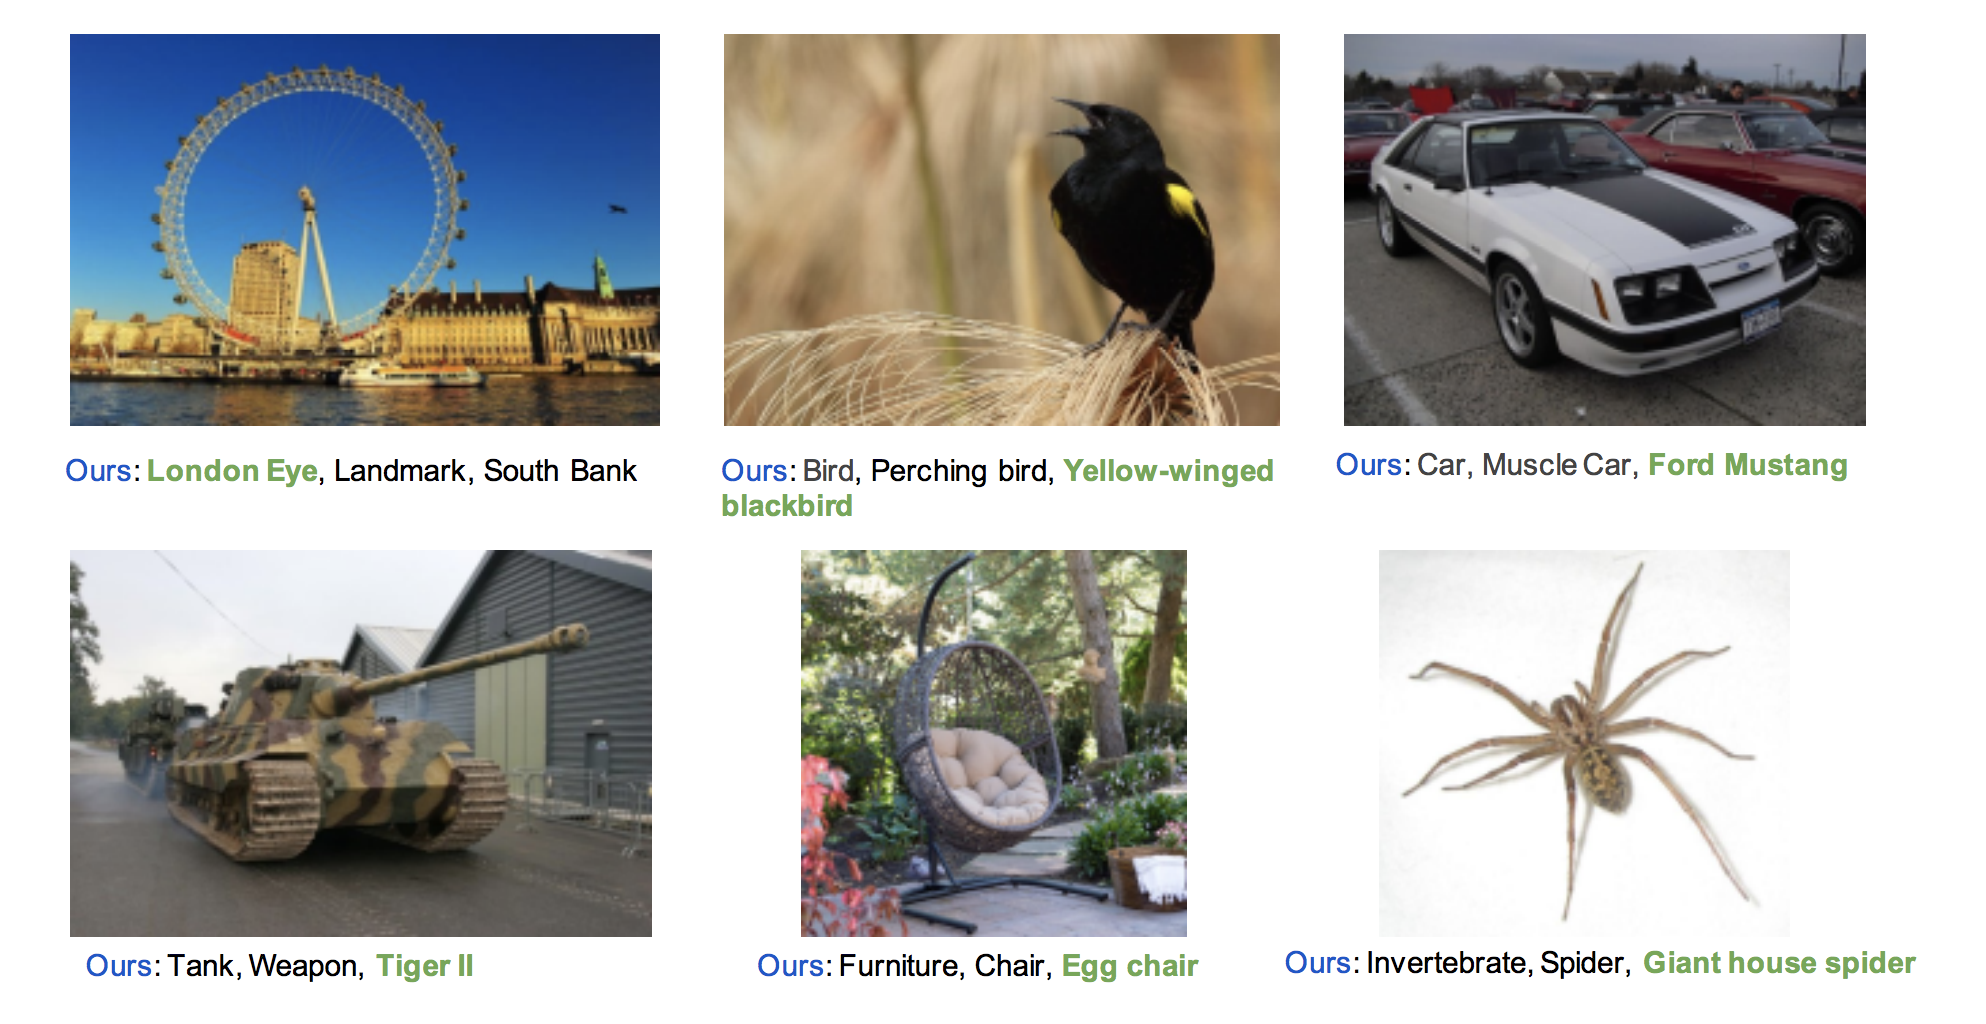 Ours: London Eye, Landmark, South Bank
Ours: Bird, Perching bird, Yellow-winged
blackbird
Ours: Car, Muscle Car, Ford Mustang
Ours: Tank, Weapon, Tiger II
Ours: Furniture, Chair, Egg chair
Ours: Invertebrate, Spider, Giant house spider